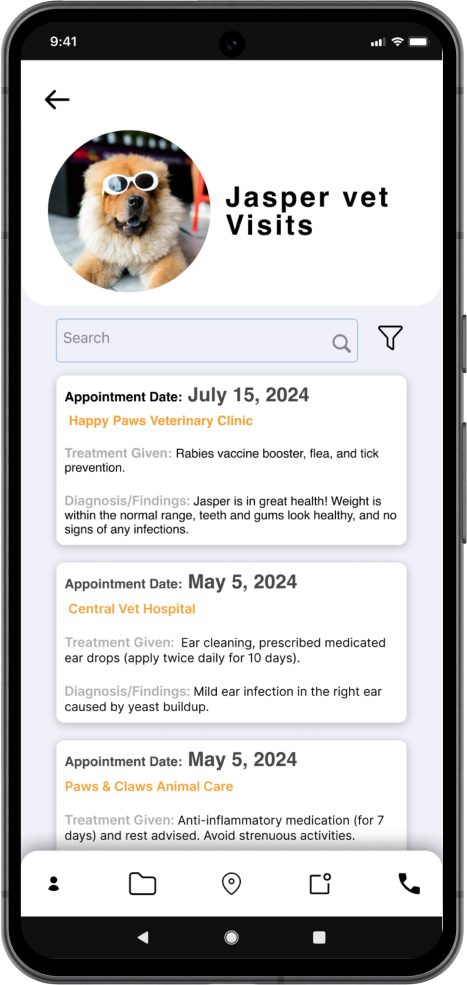 9:41
Jasper vet
Visits
Search
Appointment Date: July 15, 2024
Happy Paws Veterinary Clinic
Treatment Given: Rabies vaccine booster, flea, and tick
prevention.
Diagnosis/Findings: Jasper is in great health! Weight is
within the normal range, teeth and gums look healthy, and no
signs of any infections.
Appointment Date: May 5, 2024
Central Vet Hospital
Treatment Given: Ear cleaning, prescribed medicated
ear drops (apply twice daily for 10 days).
Diagnosis/Findings: Mild ear infection in the right ear
caused by yeast buildup.
Appointment Date: May 5, 2024
Paws & Claws Animal Care
Treatment Given: Anti-inflammatory medication (for 7
days) and rest advised. Avoid strenuous activities.